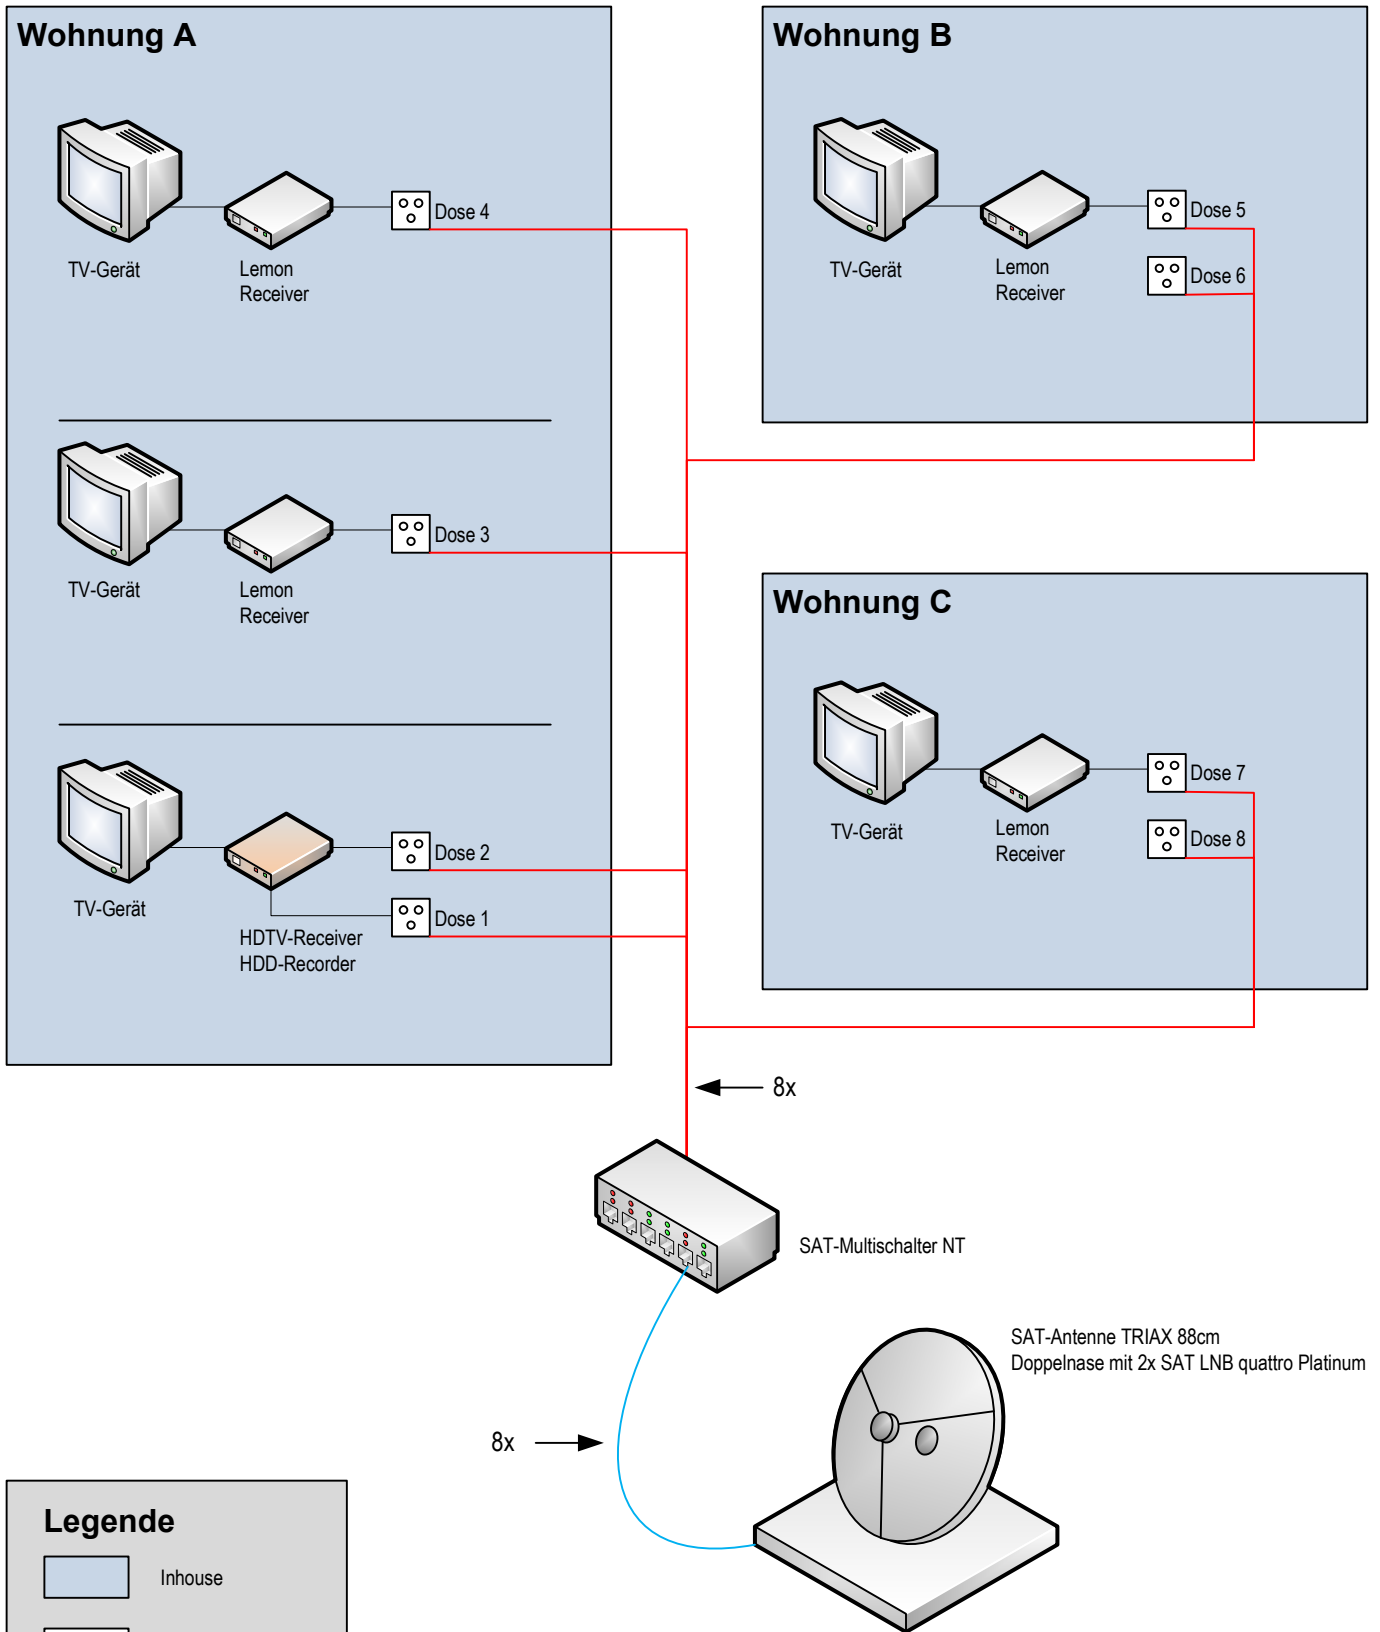 Wohnung A
Dose 4
TV-Gerät
Lemon
Receiver
Dose 3
TV-Gerät
Lemon
Receiver
Dose 2
Dose 1
TV-Gerät
HDTV-Receiver
HDD-Recorder
Wohnung B
Dose 5
Dose 6
TV-Gerät
Lemon
Receiver
Wohnung C
Dose 7
Dose 8
TV-Gerät
Lemon
Receiver
8x
SAT-Multischalter NT
SAT-Antenne TRIAX 88cm
Doppelnase mit 2x SAT LNB quattro Platinum
8x
Legende
Inhouse